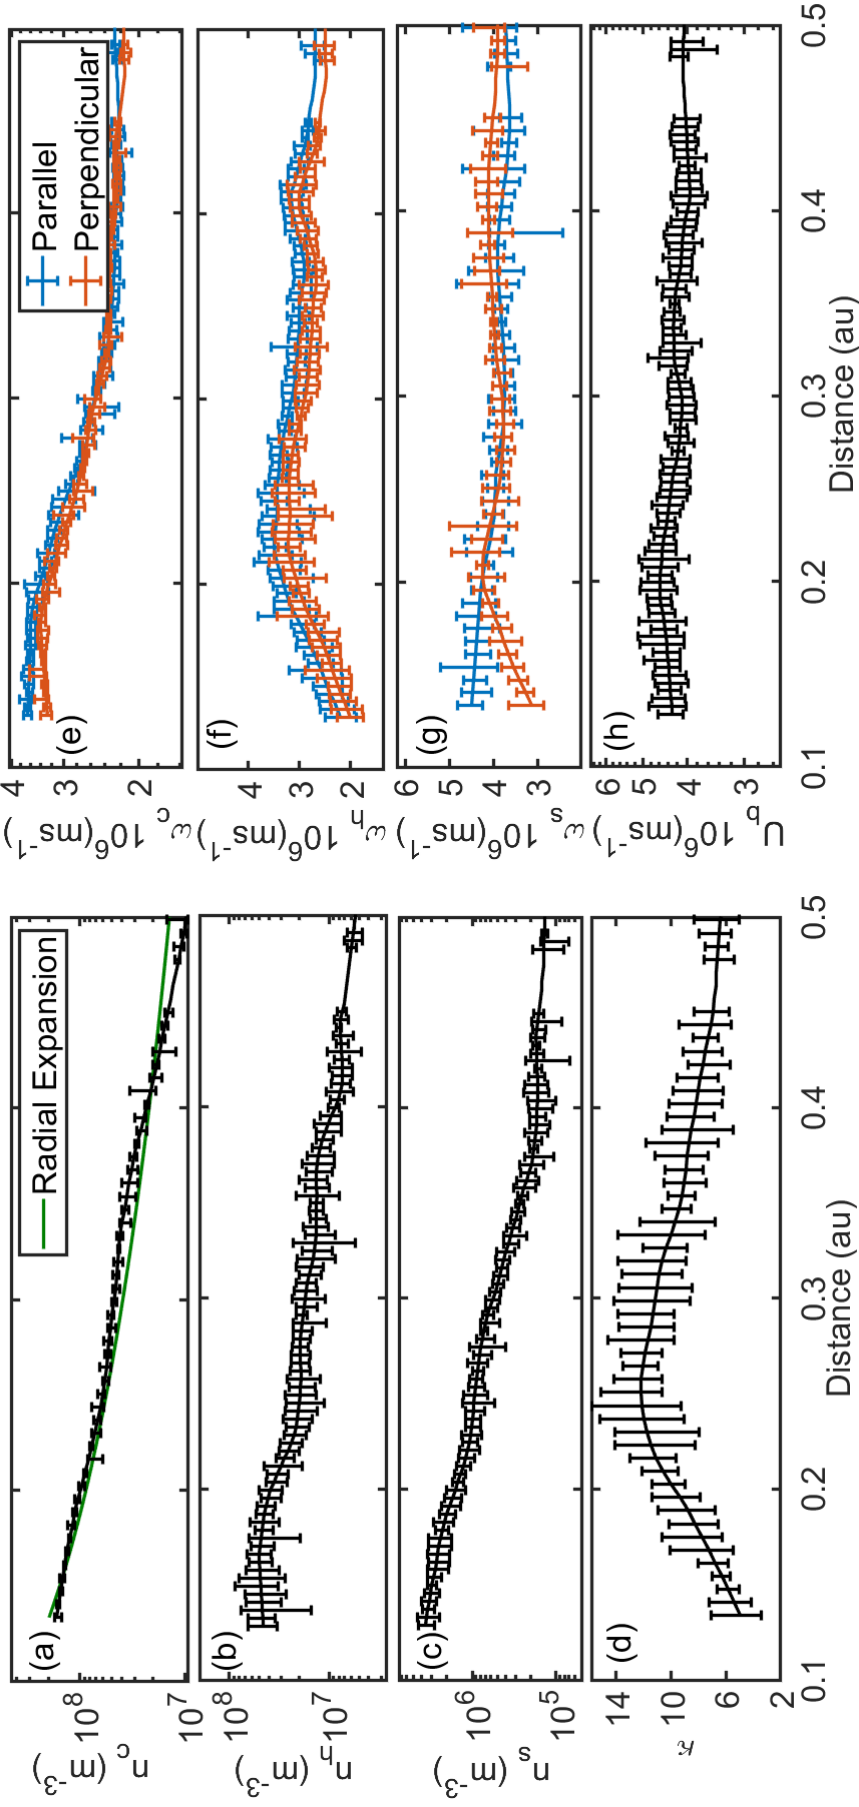 (a)
Radial Expansion
n_c (m^-3)
10^8
10^7
(b)
n_h (m^-3)
10^8
10^7
(c)
n_s (m^-3)
10^6
10^5
(d)
κ
14
10
6
2
0.1
0.2
0.3
0.4
0.5
Distance (au)
(e)
Parallel
Perpendicular
ω_c 10^6 (ms^-1)
4
3
2
(f)
ω_h 10^6 (ms^-1)
4
3
2
(g)
ω_s 10^6 (ms^-1)
6
5
4
3
(h)
U_b 10^6 (ms^-1)
6
5
4
3
0.1
0.2
0.3
0.4
0.5
Distance (au)